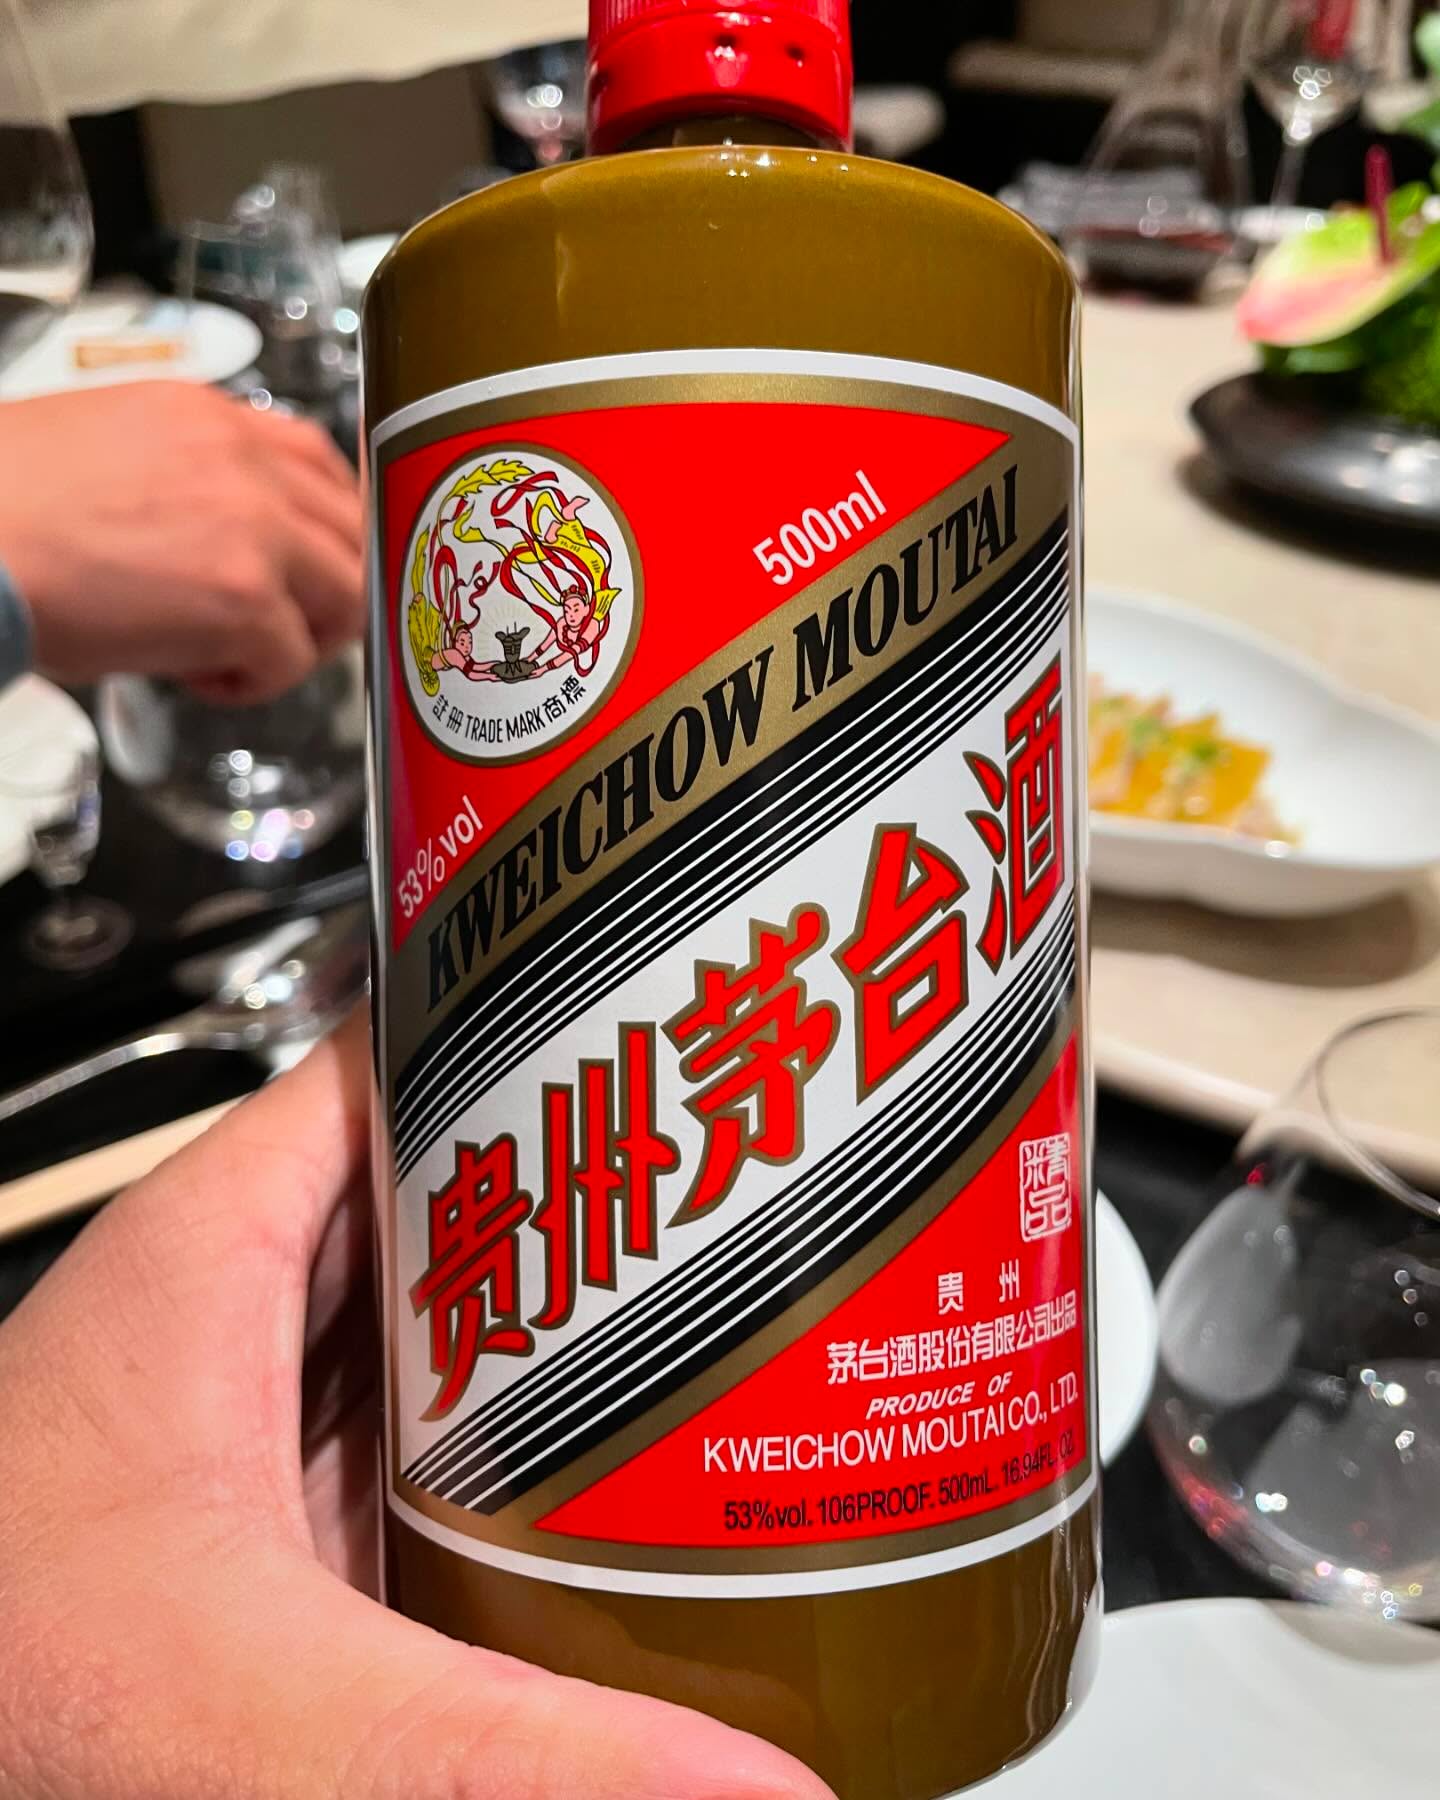 註册 TRADE MARK 商標
500ml
53%vol
KWEICHOW MOUTAI
贵州茅台酒
精品
贵州
茅台酒股份有限公司出品
PRODUCE OF
KWEICHOW MOUTAI CO., LTD.
53%vol. 106PROOF. 500mL. 16.94FL. OZ.